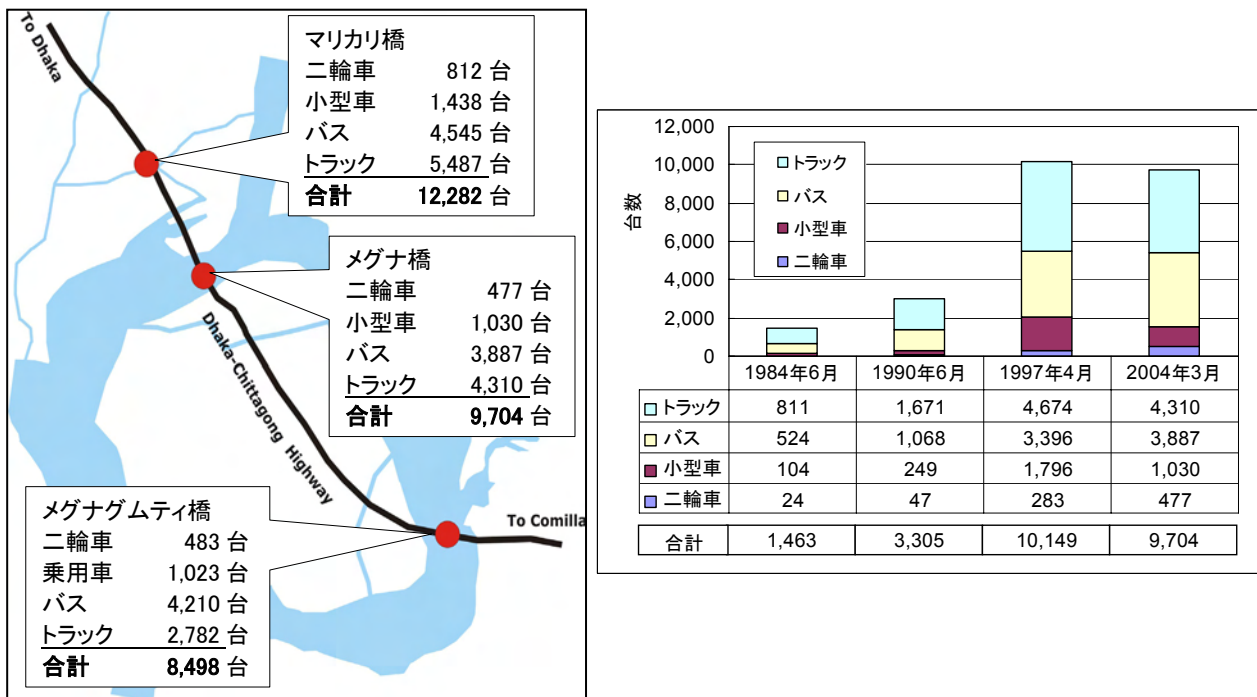 To Dhaka
マリカリ橋
二輪車 812 台
小型車 1,438 台
バス 4,545 台
トラック 5,487 台
合計 12,282 台
メグナ橋
二輪車 477 台
小型車 1,030 台
バス 3,887 台
トラック 4,310 台
合計 9,704 台
Dhaka-Chittagong Highway
メグナグムティ橋
二輪車 483 台
乗用車 1,023 台
バス 4,210 台
トラック 2,782 台
合計 8,498 台
To Comilla
台数
12,000
10,000
8,000
6,000
4,000
2,000
0
トラック
バス
小型車
二輪車
1984年6月 1990年6月 1997年4月 2004年3月
トラック 811 1,671 4,674 4,310
バス 524 1,068 3,396 3,887
小型車 104 249 1,796 1,030
二輪車 24 47 283 477
合計 1,463 3,305 10,149 9,704